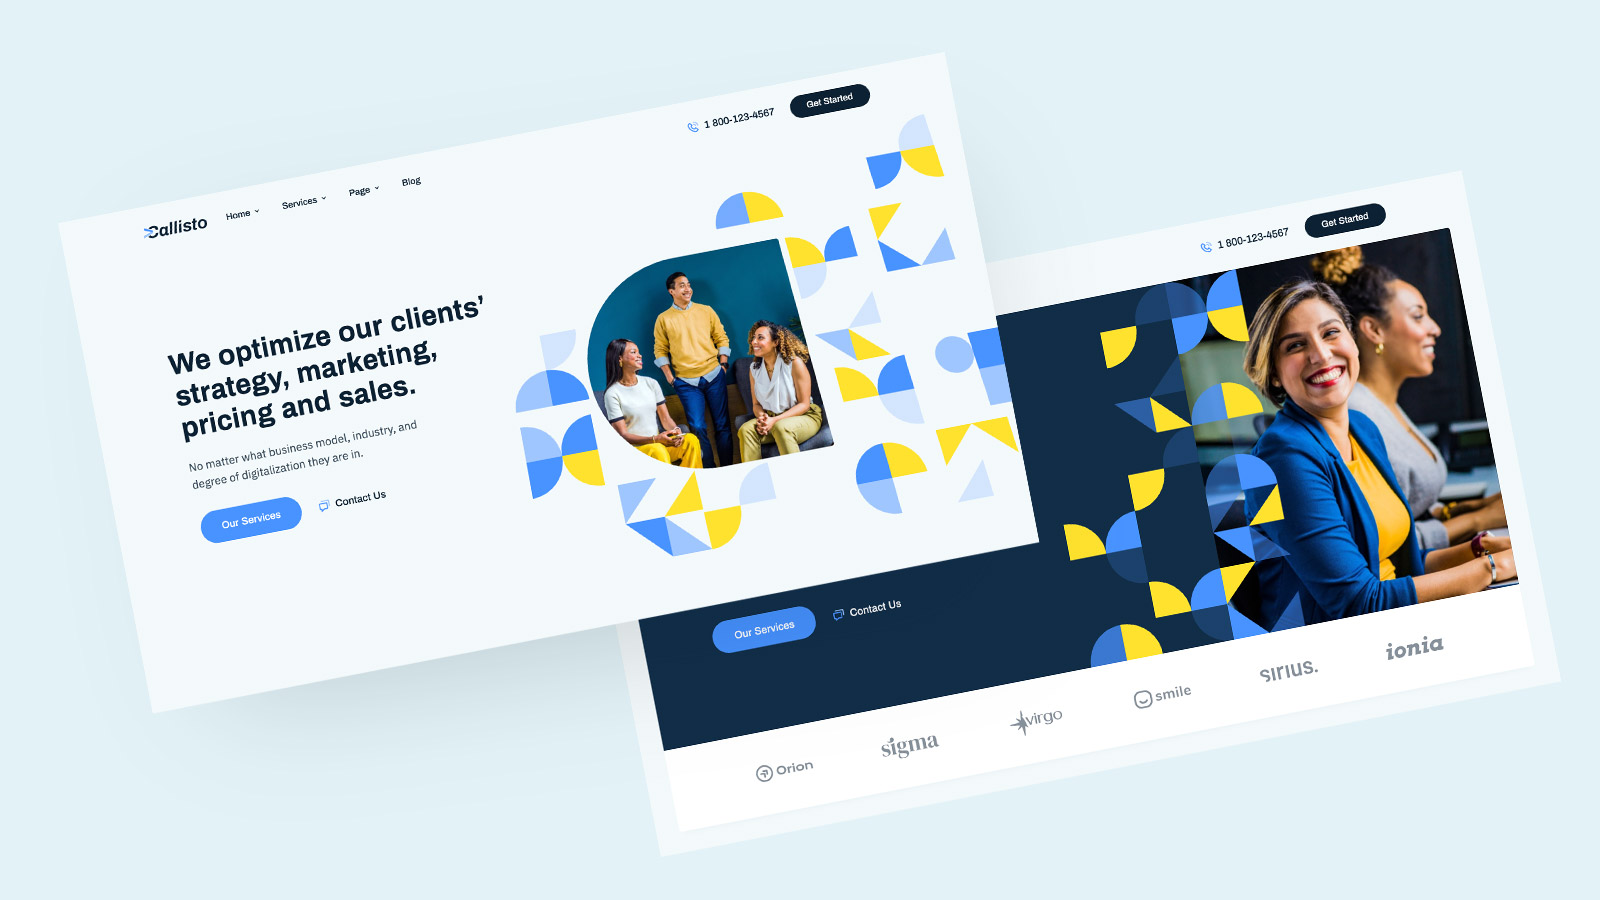 Callisto
Home
Services
Page
Blog
1 800-123-4567
Get Started
We optimize our clients’
strategy, marketing,
pricing and sales.
No matter what business model, industry, and
degree of digitalization they are in.
Our Services
Contact Us
1 800-123-4567
Get Started
Our Services
Contact Us
Orion
sigma
virgo
smile
sirius.
ionia